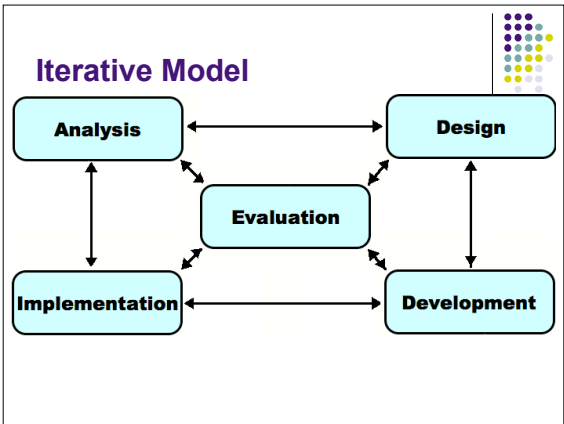 Iterative Model
Analysis
Design
Evaluation
Implementation
Development